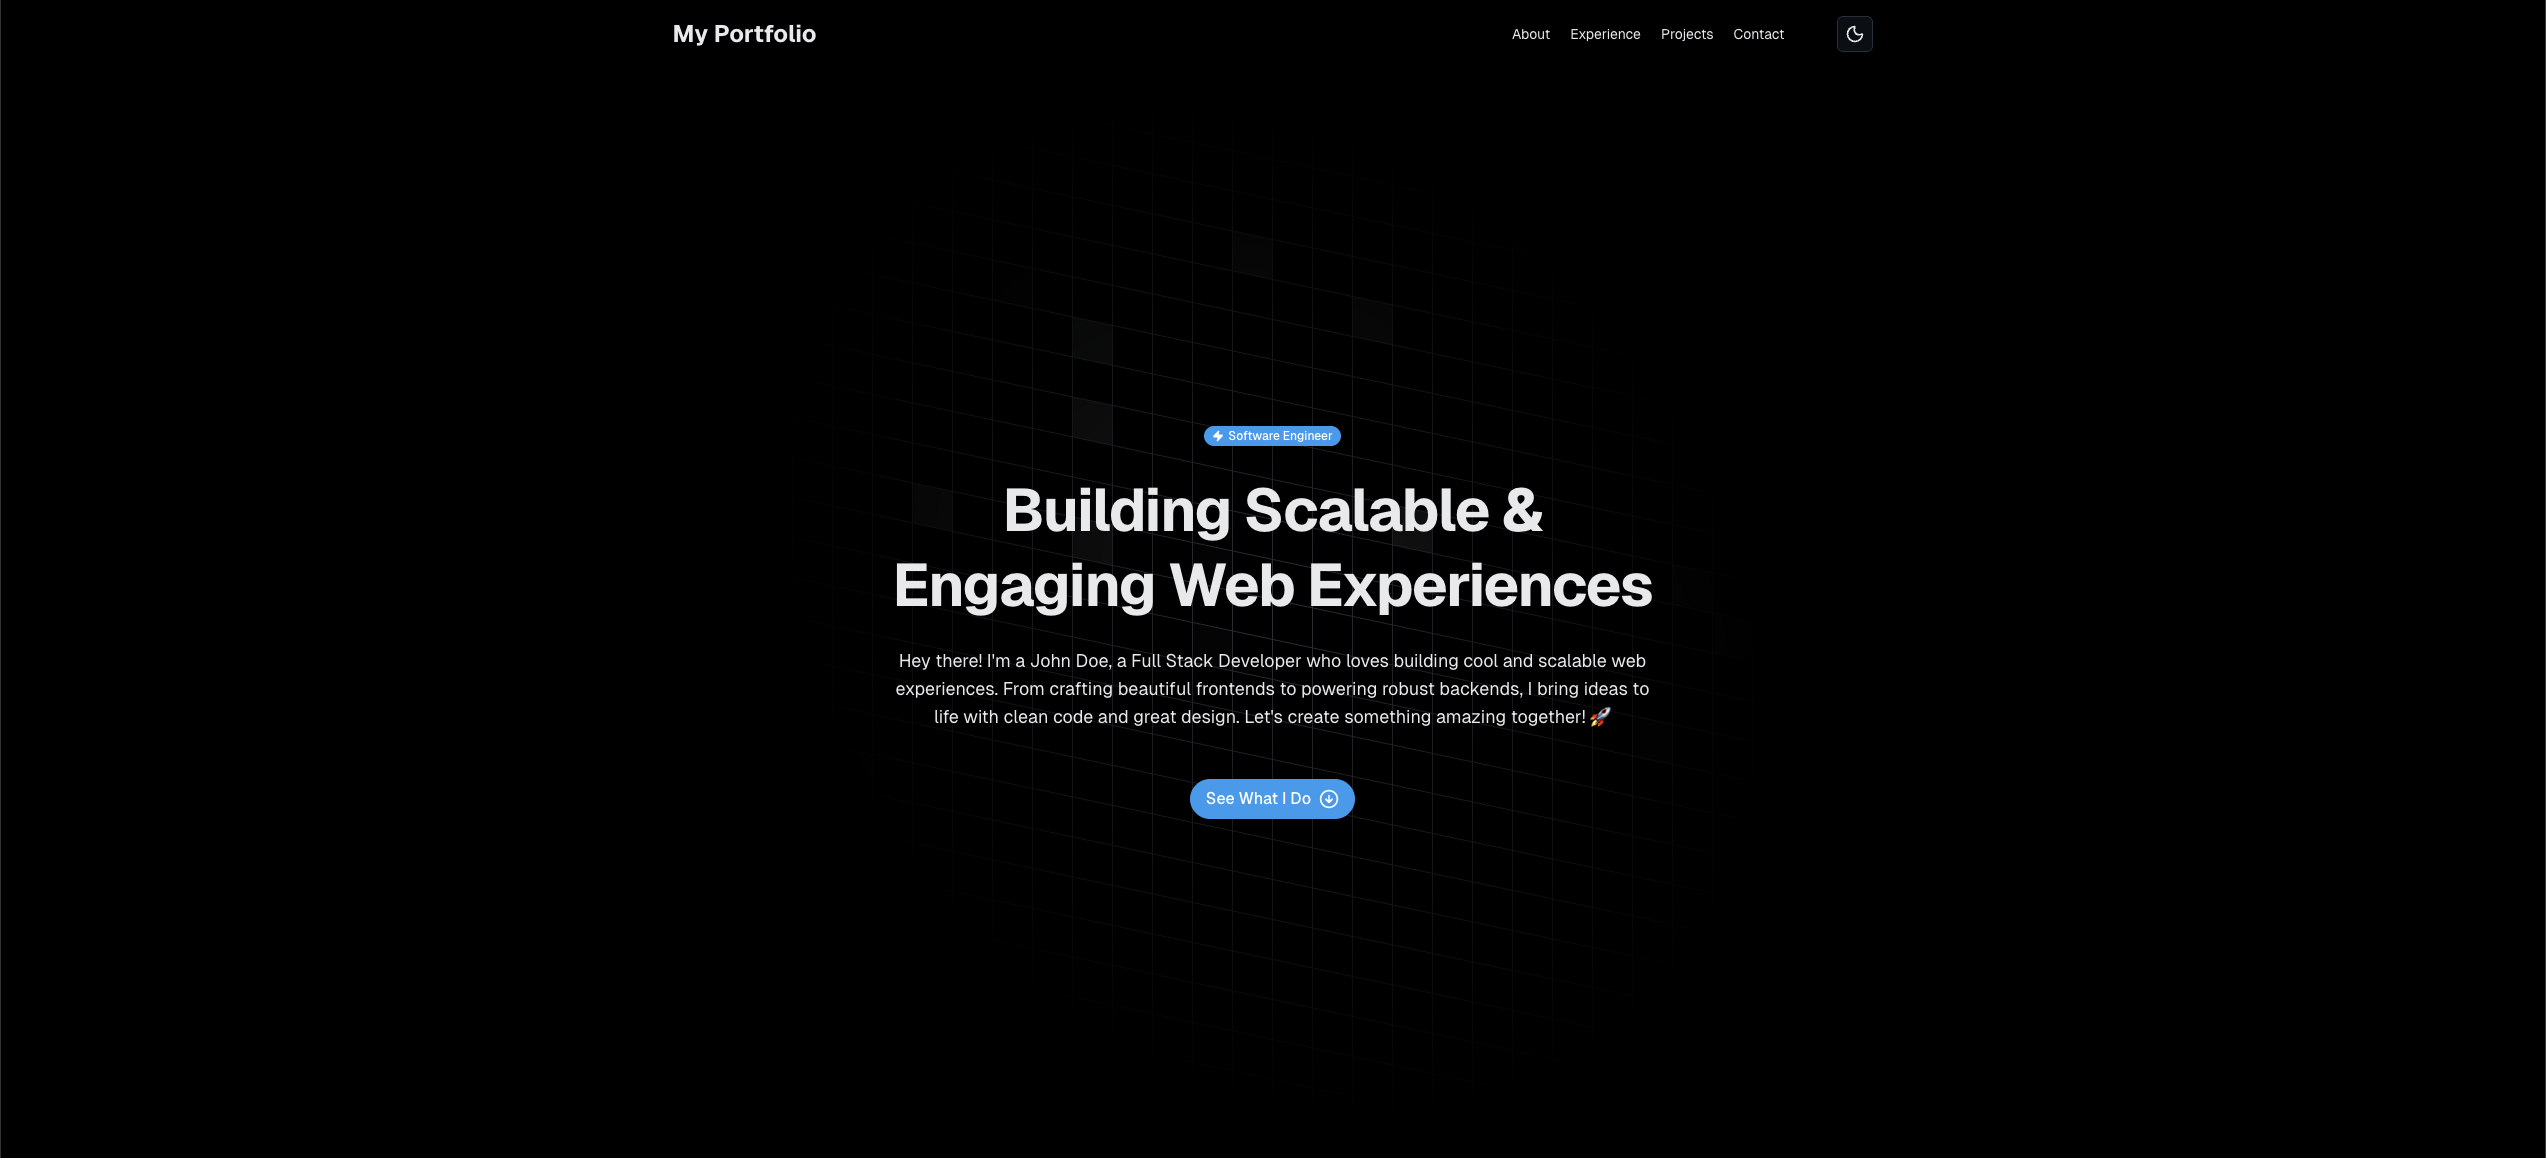 My Portfolio
About Experience Projects Contact
Software Engineer
Building Scalable &
Engaging Web Experiences
Hey there! I'm a John Doe, a Full Stack Developer who loves building cool and scalable web
experiences. From crafting beautiful frontends to powering robust backends, I bring ideas to
life with clean code and great design. Let's create something amazing together! 🚀
See What I Do